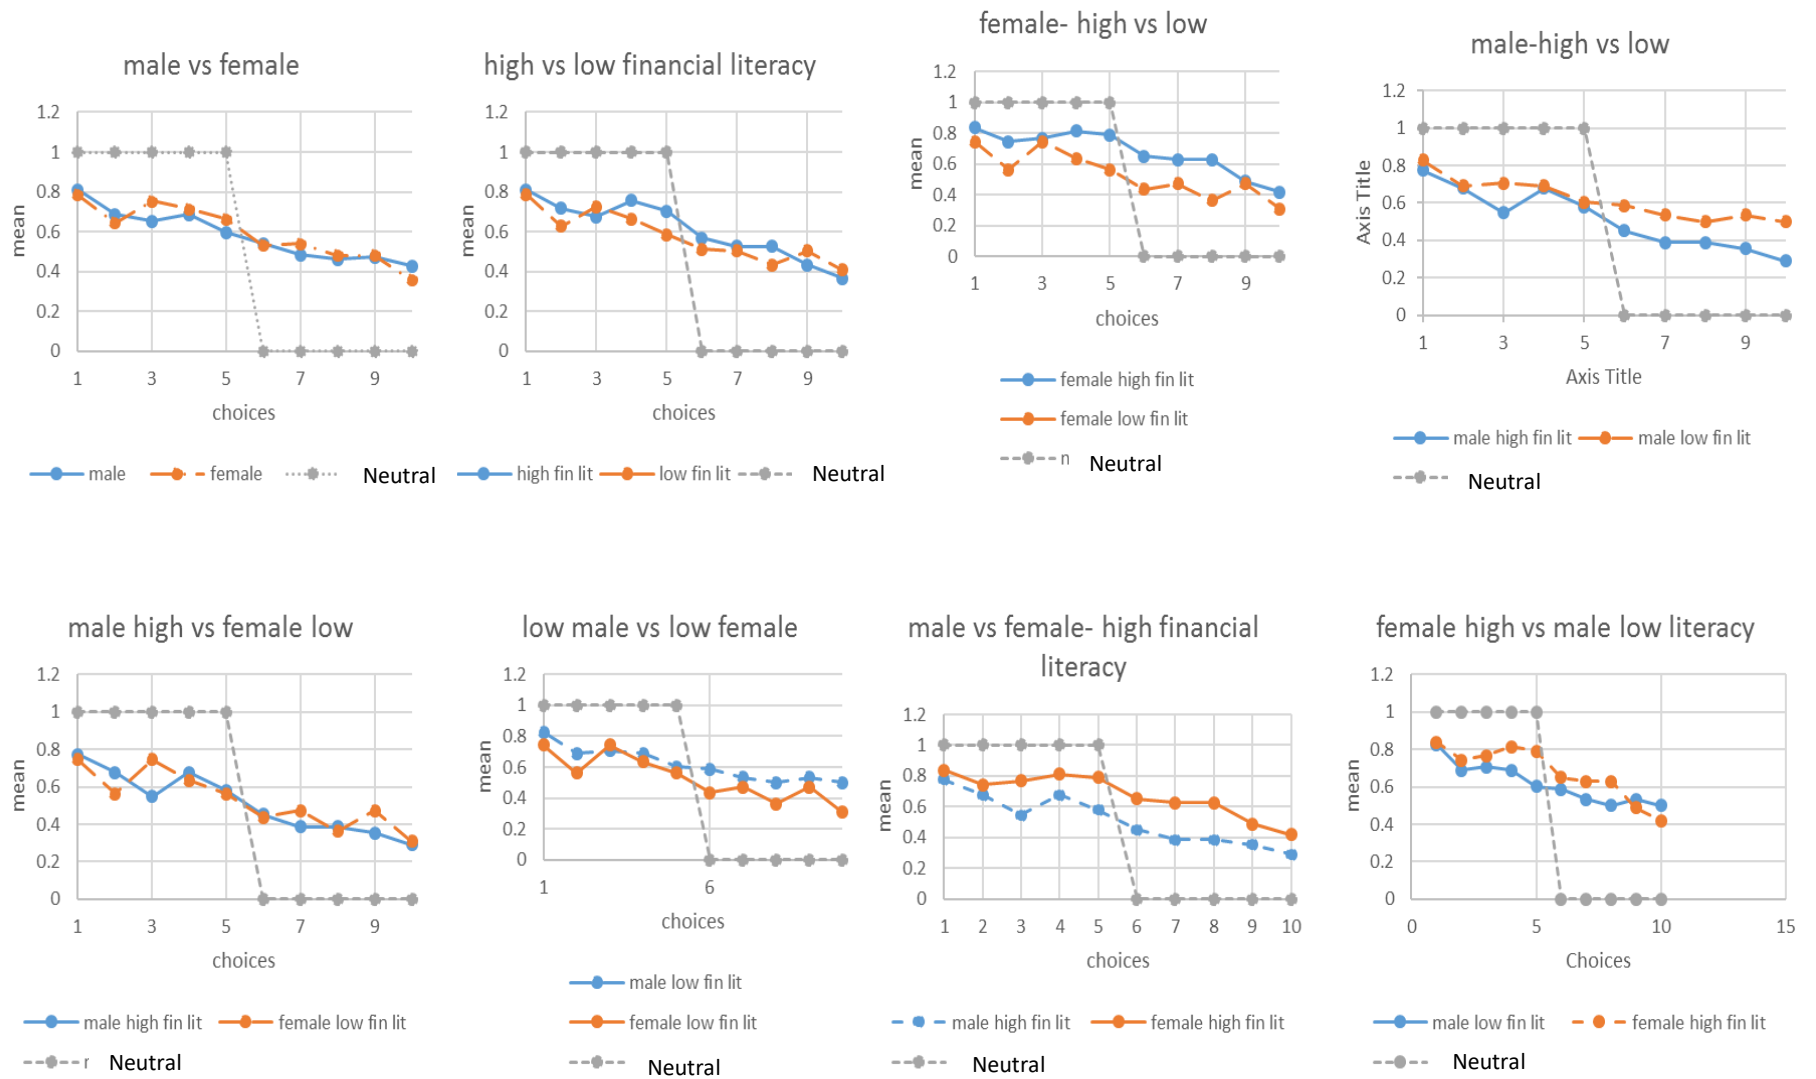 male vs female
1.2
1
0.8
0.6
0.4
0.2
0
mean
1 3 5 7 9
choices
male female Neutral
high vs low financial literacy
1.2
1
0.8
0.6
0.4
0.2
0
mean
1 3 5 7 9
choices
high fin lit low fin lit Neutral
female- high vs low
1.2
1
0.8
0.6
0.4
0.2
0
mean
1 3 5 7 9
choices
female high fin lit
female low fin lit
n Neutral
male-high vs low
1.2
1
0.8
0.6
0.4
0.2
0
Axis Title
1 3 5 7 9
Axis Title
male high fin lit male low fin lit
Neutral
male high vs female low
1.2
1
0.8
0.6
0.4
0.2
0
mean
1 3 5 7 9
choices
male high fin lit female low fin lit
r Neutral
low male vs low female
1.2
1
0.8
0.6
0.4
0.2
0
mean
1 6
choices
male low fin lit
female low fin lit
Neutral
male vs female- high financial
literacy
1.2
1
0.8
0.6
0.4
0.2
0
mean
1 2 3 4 5 6 7 8 9 10
choices
male high fin lit female high fin lit
Neutral
female high vs male low literacy
1.2
1
0.8
0.6
0.4
0.2
0
mean
0 5 10 15
Choices
male low fin lit female high fin lit
Neutral